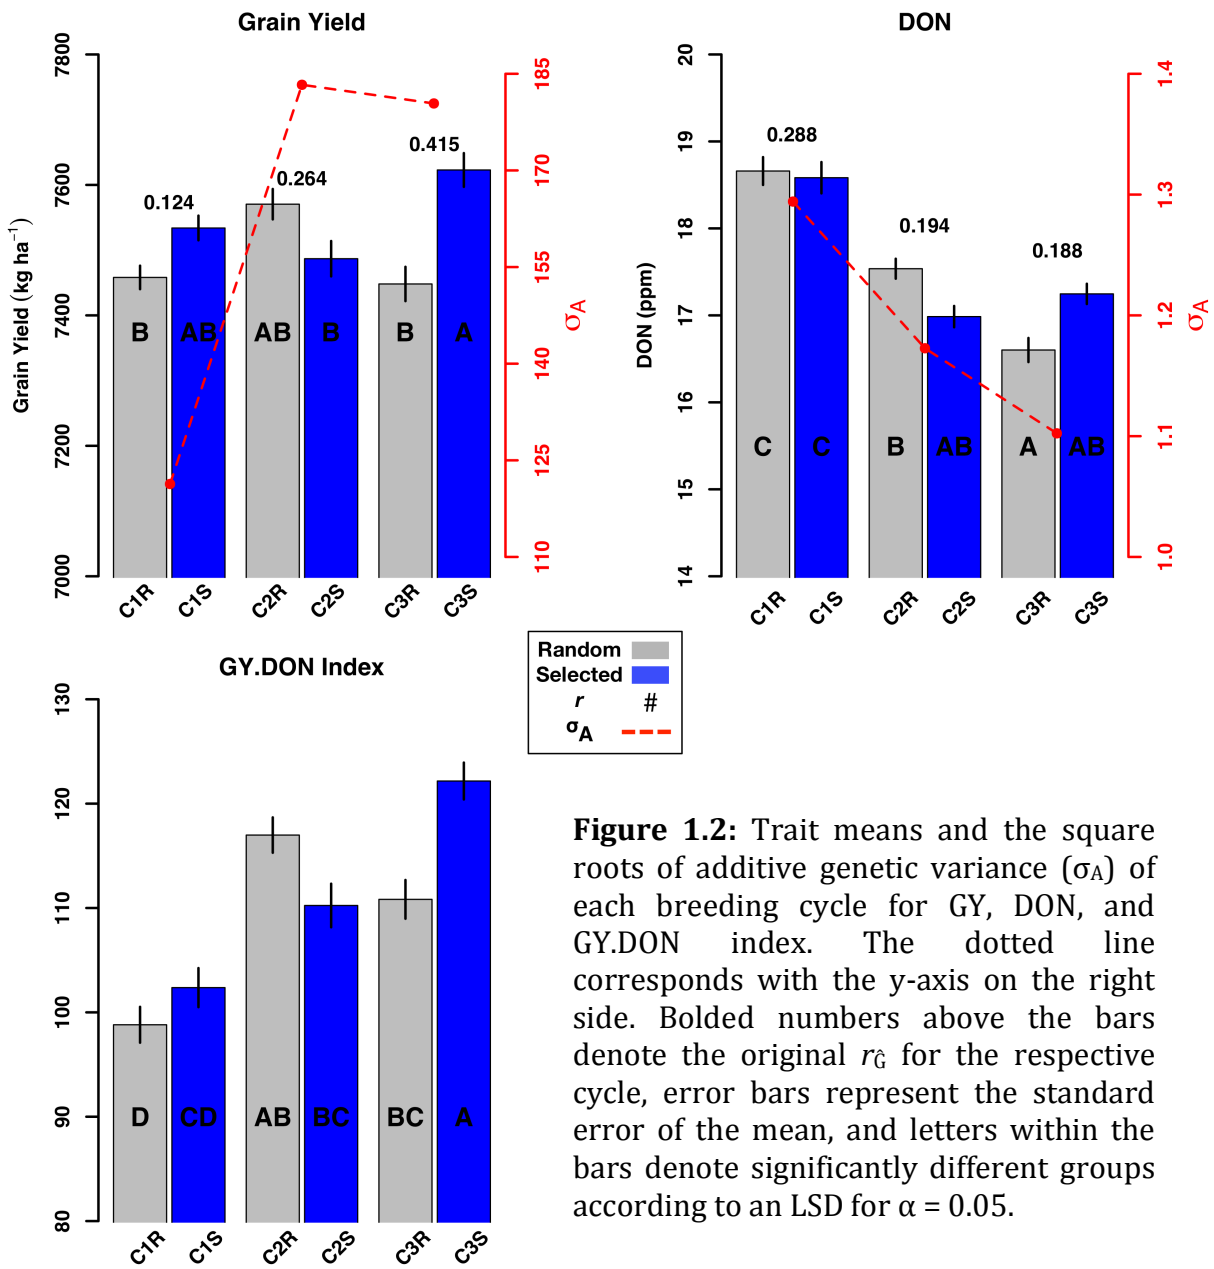 Grain Yield
7800
7600
7400
7200
7000
Grain Yield (kg ha⁻¹)
0.124
0.264
0.415
B
AB
AB
B
B
A
C1R
C1S
C2R
C2S
C3R
C3S
185
170
155
140
125
110
σA
DON
20
19
18
17
16
15
14
DON (ppm)
0.288
0.194
0.188
C
C
B
AB
A
AB
C1R
C1S
C2R
C2S
C3R
C3S
1.4
1.3
1.2
1.1
1.0
σA
GY.DON Index
130
120
110
100
90
80
D
CD
AB
BC
BC
A
C1R
C1S
C2R
C2S
C3R
C3S
Random
Selected
r #
σA
Figure 1.2: Trait means and the square
roots of additive genetic variance (σA) of
each breeding cycle for GY, DON, and
GY.DON index. The dotted line
corresponds with the y-axis on the right
side. Bolded numbers above the bars
denote the original rĜ for the respective
cycle, error bars represent the standard
error of the mean, and letters within the
bars denote significantly different groups
according to an LSD for α = 0.05.